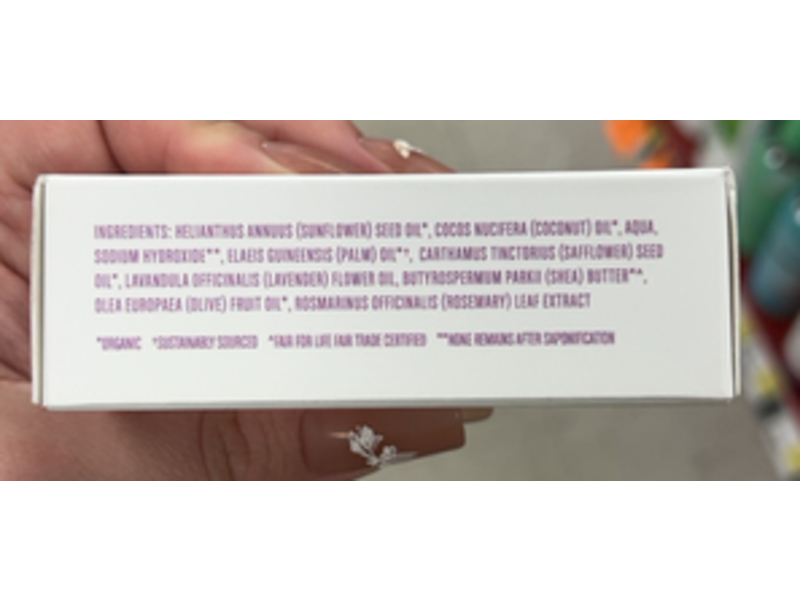 INGREDIENTS: HELIANTHUS ANNUUS (SUNFLOWER) SEED OIL*, COCOS NUCIFERA (COCONUT) OIL*, AQUA,
SODIUM HYDROXIDE**, ELAEIS GUINEENSIS (PALM) OIL*†, CARTHAMUS TINCTORIUS (SAFFLOWER) SEED
OIL*, LAVANDULA OFFICINALIS (LAVENDER) FLOWER OIL, BUTYROSPERMUM PARKII (SHEA) BUTTER*^,
OLEA EUROPAEA (OLIVE) FRUIT OIL*, ROSMARINUS OFFICINALIS (ROSEMARY) LEAF EXTRACT
*ORGANIC †SUSTAINABLY SOURCED ^FAIR FOR LIFE FAIR TRADE CERTIFIED **NONE REMAINS AFTER SAPONIFICATION